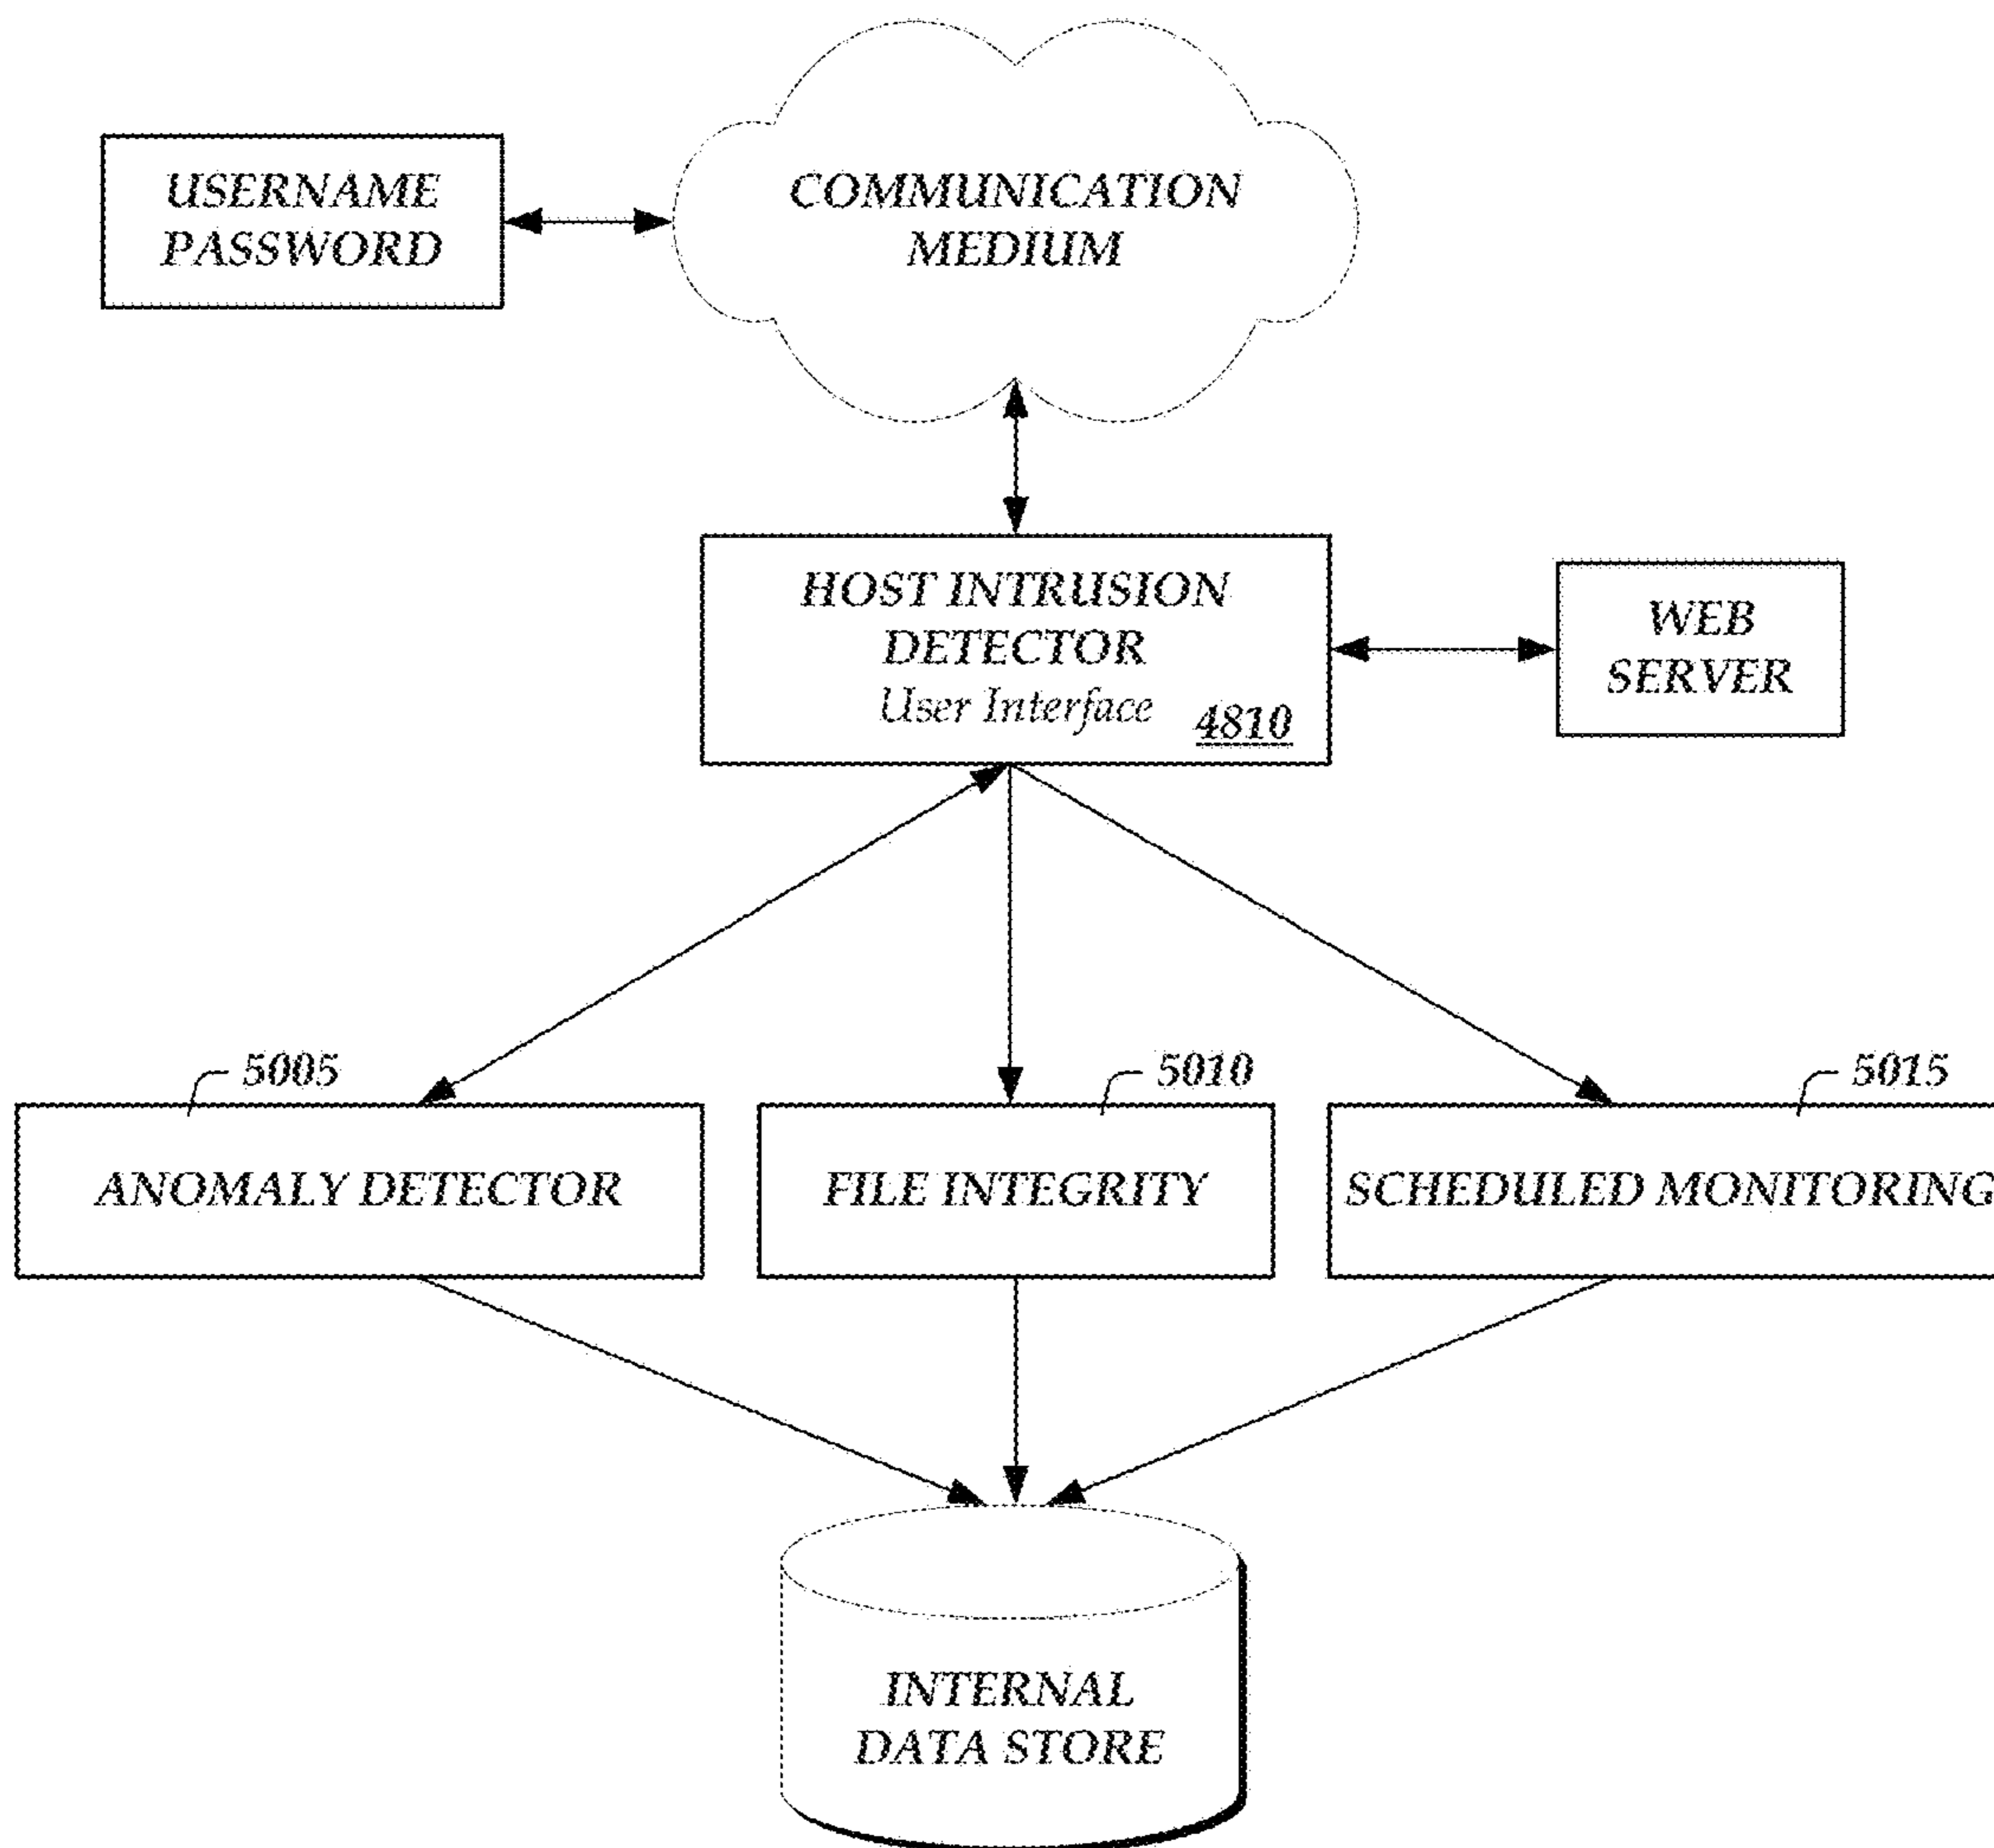 USERNAME
PASSWORD
COMMUNICATION
MEDIUM
HOST INTRUSION
DETECTOR
User Interface
4810
WEB
SERVER
5005
ANOMALY DETECTOR
5010
FILE INTEGRITY
5015
SCHEDULED MONITORING
INTERNAL
DATA STORE